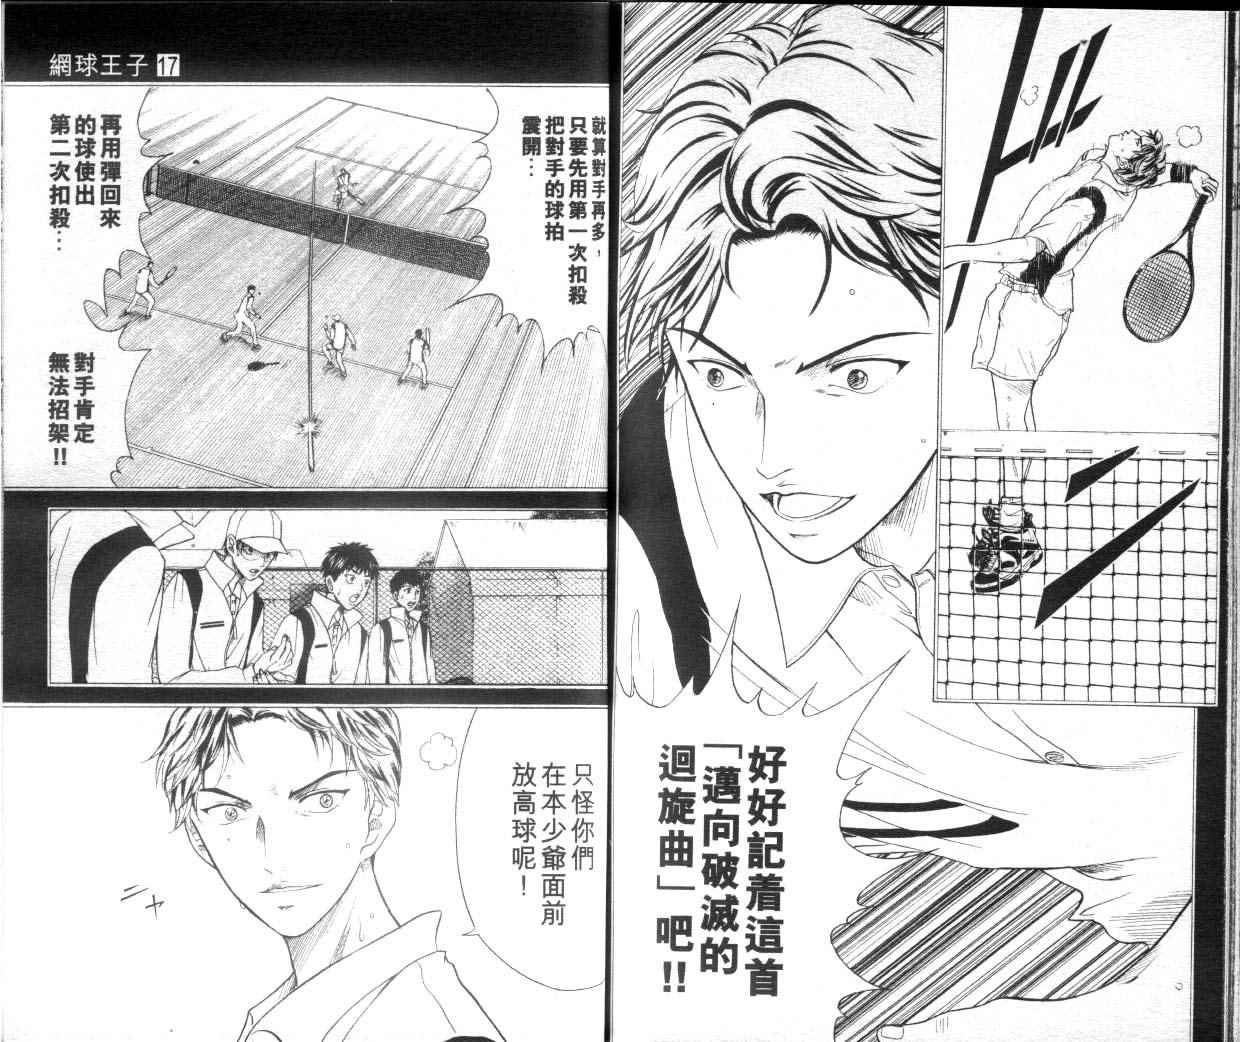 好好記着這首
「邁向破滅的
迴旋曲」吧!!
網球王子 17
就算對手再多，
只要先用第一次扣殺
把對手的球拍
震開…
再用彈回來
的球使出
第二次扣殺…
對手肯定
無法招架!!
只怪你們
在本少爺面前
放高球呢！
ニヤ